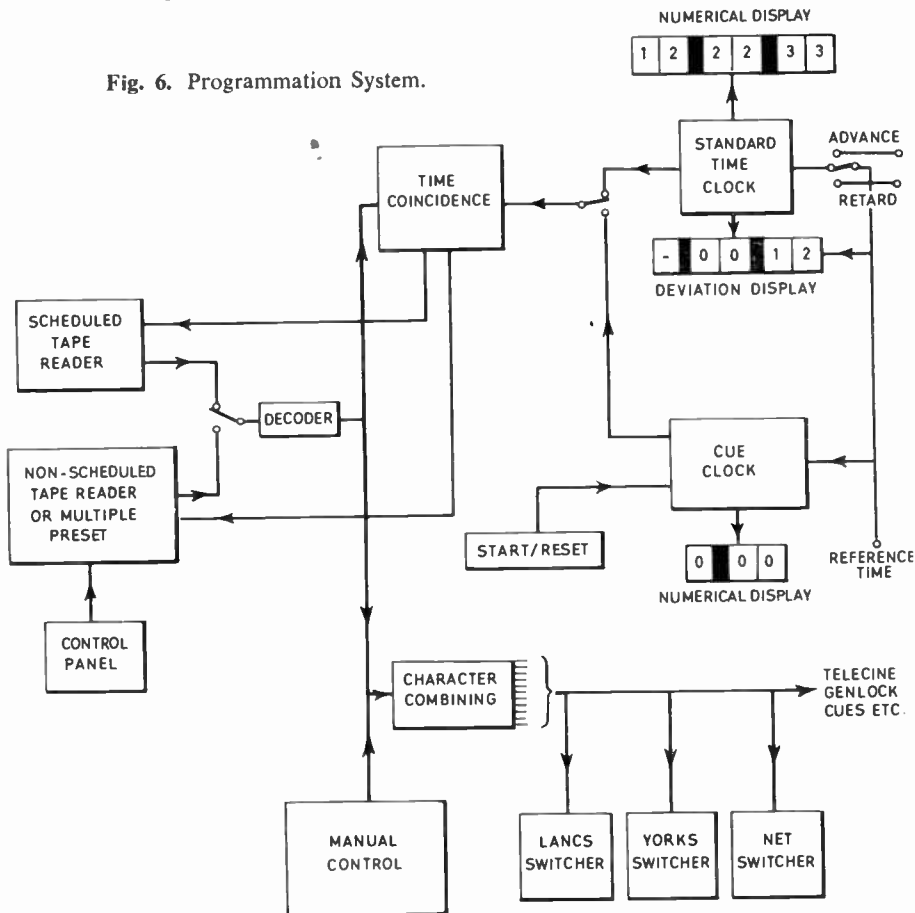 NUMERICAL DISPLAY
1 2 2 2 3 3
Fig. 6. Programmation System.
STANDARD
TIME
CLOCK
ADVANCE
RETARD
TIME
COINCIDENCE
- 0 0 1 2
DEVIATION DISPLAY
SCHEDULED
TAPE
READER
DECODER
NON-SCHEDULED
TAPE READER
OR MULTIPLE
PRESET
CUE
CLOCK
START/RESET
0 0 0
NUMERICAL DISPLAY
REFERENCE
TIME
CONTROL
PANEL
CHARACTER
COMBINING
TELECINE
GENLOCK
CUES ETC.
MANUAL
CONTROL
LANCS
SWITCHER
YORKS
SWITCHER
NET
SWITCHER